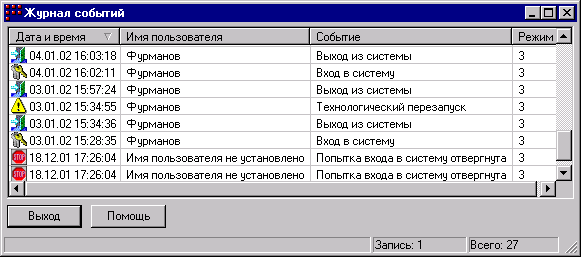 Журнал событий
Дата и время Имя пользователя Событие Режим
04.01.02 16:03:18 Фурманов Выход из системы 3
04.01.02 16:02:11 Фурманов Вход в систему 3
03.01.02 15:57:24 Фурманов Выход из системы 3
03.01.02 15:34:55 Фурманов Технологический перезапуск 3
03.01.02 15:34:36 Фурманов Выход из системы 3
03.01.02 15:28:35 Фурманов Вход в систему 3
STOP 18.12.01 17:26:04 Имя пользователя не установлено Попытка входа в систему отвергнута 3
STOP 18.12.01 17:26:04 Имя пользователя не установлено Попытка входа в систему отвергнута 3
Выход Помощь
Запись: 1 Всего: 27